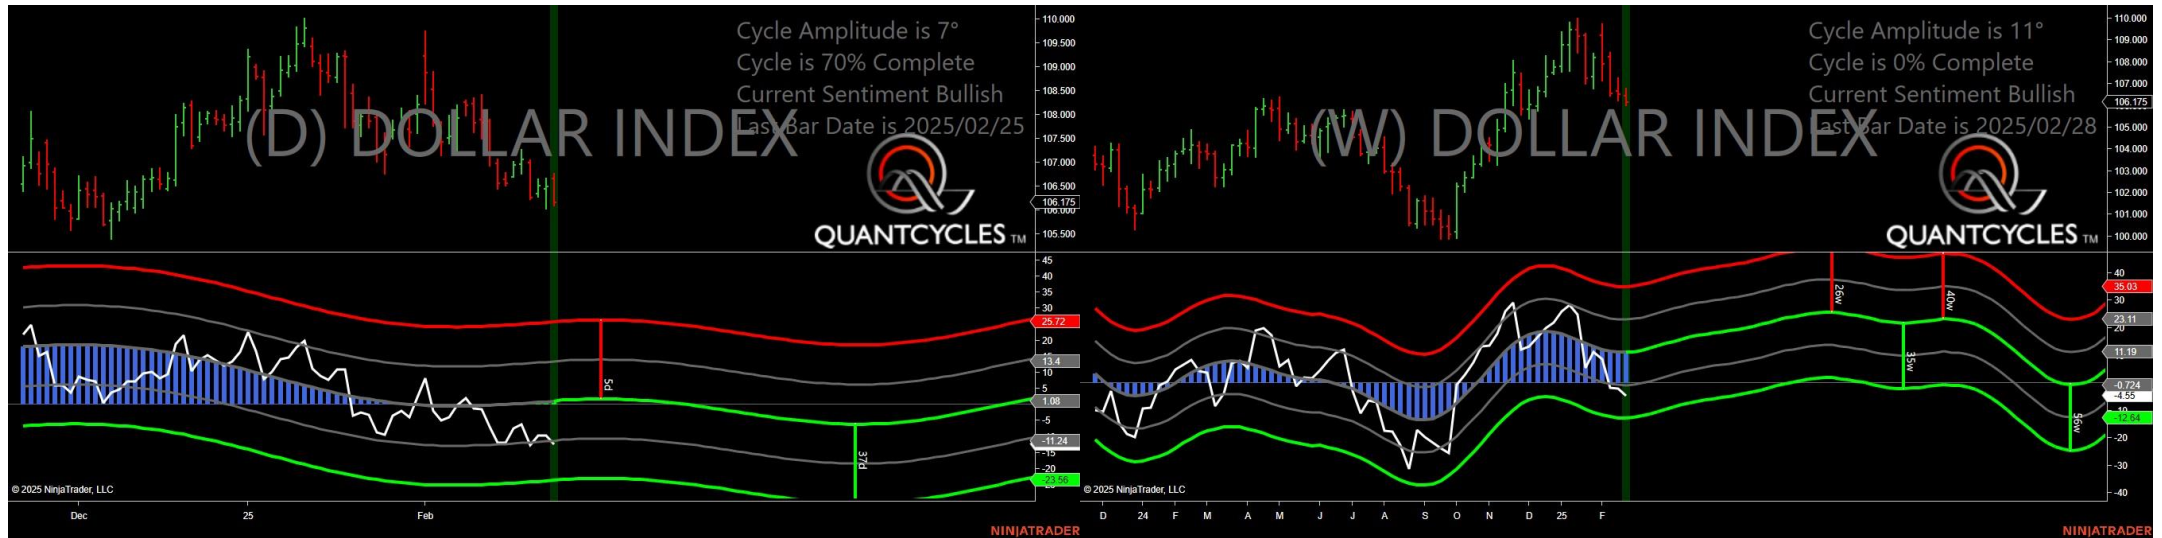 Cycle Amplitude is 7°
Cycle is 70% Complete
Current Sentiment Bullish
Last Bar Date is 2025/02/25
(D) DOLLAR INDEX
QUANTCYCLES TM
110.000
109.500
109.000
108.500
108.000
107.500
107.000
106.500
106.175
106.000
105.500
45
40
35
30
25.72
20
15
13.4
10
5
1.08
-5
-11.24
-15
-20
-23.56
5d
37d
© 2025 NinjaTrader, LLC
Dec
25
Feb
NINJATRADER
Cycle Amplitude is 11°
Cycle is 0% Complete
Current Sentiment Bullish
Last Bar Date is 2025/02/28
(W) DOLLAR INDEX
QUANTCYCLES TM
110.000
109.000
108.000
107.000
106.175
105.000
104.000
103.000
102.000
101.000
100.000
40
35.03
30
23.11
20
11.19
-0.724
-4.55
-10
-12.64
-20
-30
-40
26w
40w
35w
56w
© 2025 NinjaTrader, LLC
D 24 F M A M J J A S O N D 25 F
NINJATRADER